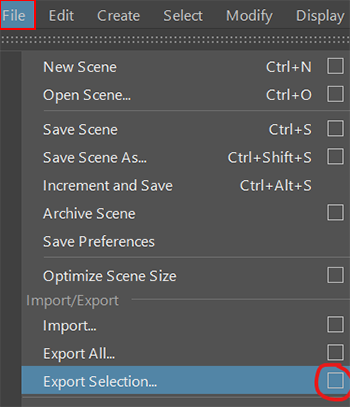 File Edit Create Select Modify Display
New Scene Ctrl+N
Open Scene... Ctrl+O
Save Scene Ctrl+S
Save Scene As... Ctrl+Shift+S
Increment and Save Ctrl+Alt+S
Archive Scene
Save Preferences
Optimize Scene Size
Import/Export
Import...
Export All...
Export Selection...